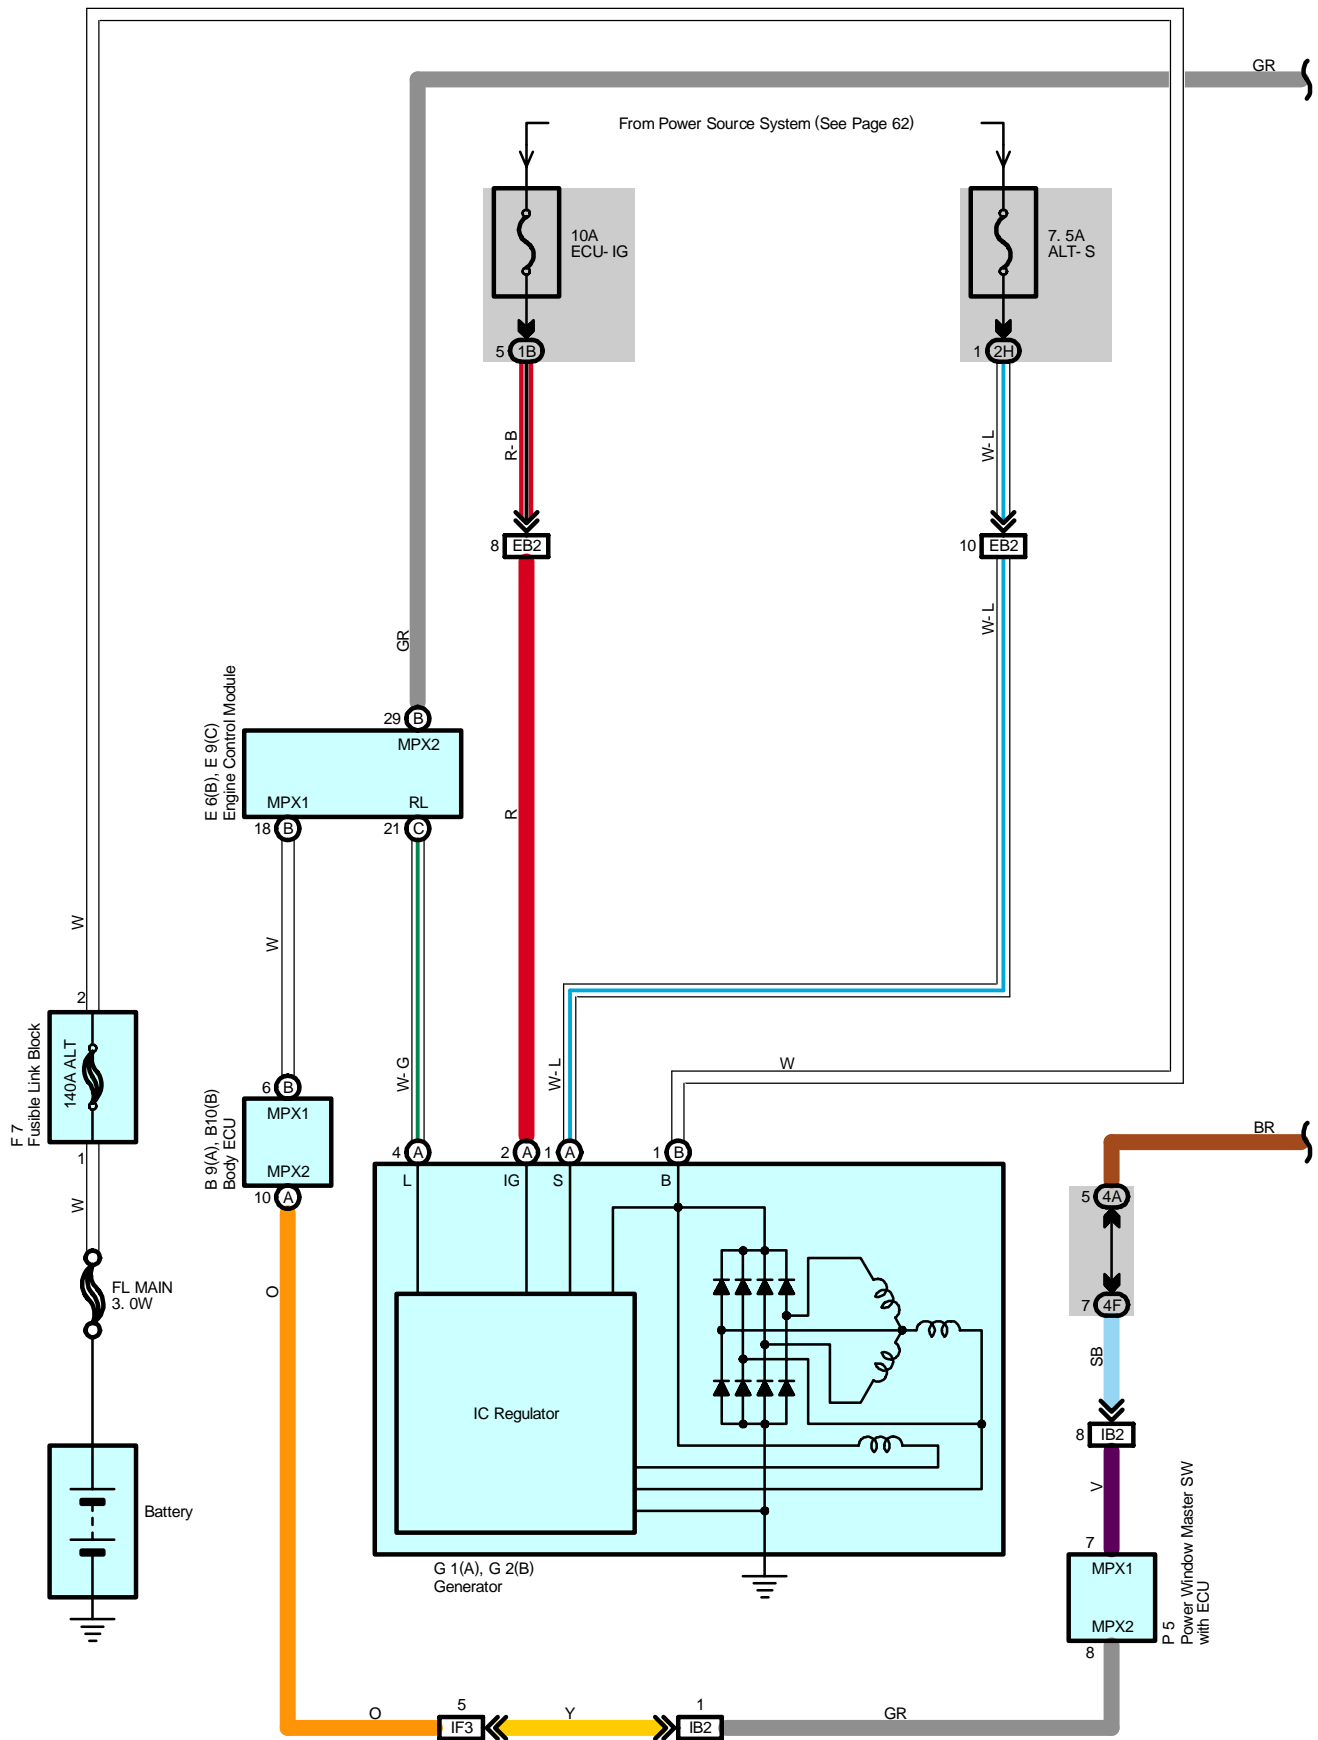 GR
From Power Source System (See Page 62)
10A
ECU- IG
7. 5A
ALT- S
5 1B
1 2H
R- B
W- L
8 EB2
10 EB2
W- L
GR
E 6(B), E 9(C)
Engine Control Module
29 B
MPX2
MPX1
RL
18 B
21 C
R
W
W
2
F 7
Fusible Link Block
140A ALT
1
W
W- G
W- L
W
6 B
MPX1
B 9(A), B10(B)
Body ECU
MPX2
10 A
4 A
2 A
1 A
1 B
L
IG
S
B
BR
5 4A
7 4F
FL MAIN
3. 0W
O
SB
IC Regulator
8 IB2
Battery
V
G 1(A), G 2(B)
Generator
7
MPX1
MPX2
8
P 5
Power Window Master SW
with ECU
O
5
IF3
Y
1
IB2
GR